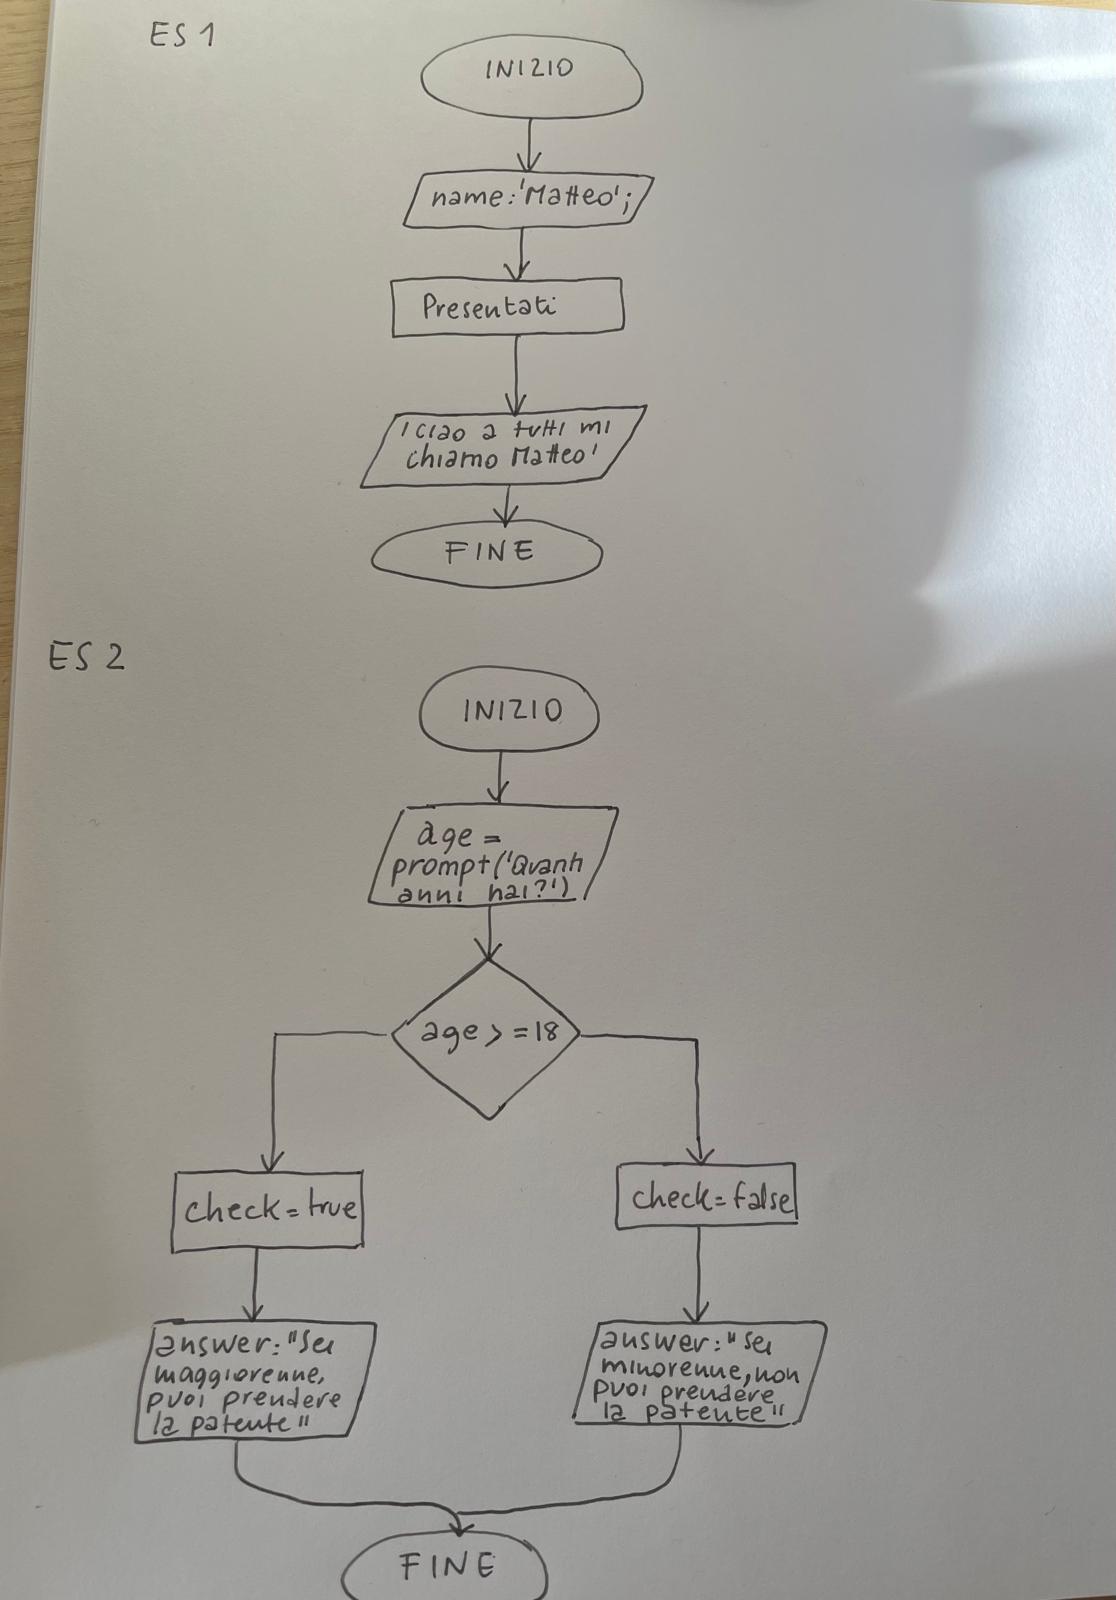 ES 1
INIZIO
name:'Matteo';
Presentati
'Ciao a tutti mi
chiamo Matteo'
FINE
ES 2
INIZIO
age =
prompt('Quanti
anni hai?')
age >=18
check=true
check=false
answer:"Sei
maggiorenne,
puoi prendere
la patente"
answer:"Sei
minorenne,non
puoi prendere
la patente"
FINE